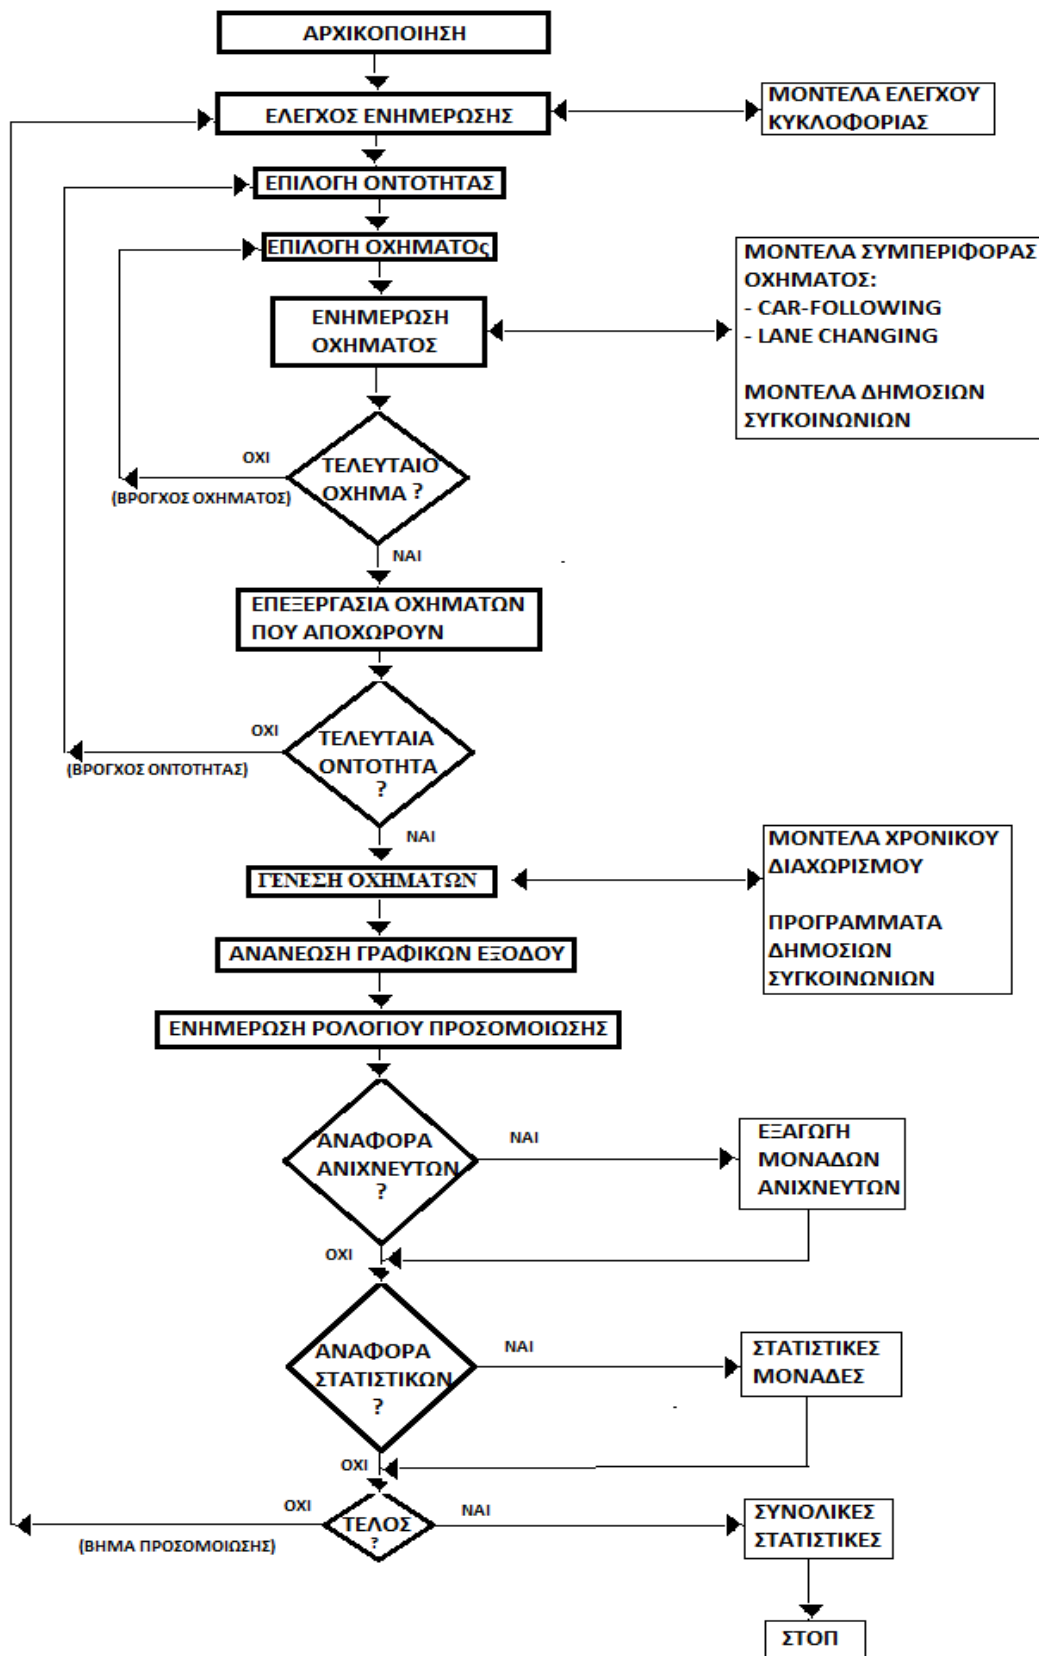 ΑΡΧΙΚΟΠΟΙΗΣΗ
ΕΛΕΓΧΟΣ ΕΝΗΜΕΡΩΣΗΣ
ΜΟΝΤΕΛΑ ΕΛΕΓΧΟΥ
ΚΥΚΛΟΦΟΡΙΑΣ
ΕΠΙΛΟΓΗ ΟΝΤΟΤΗΤΑΣ
ΕΠΙΛΟΓΗ ΟΧΗΜΑΤΟς
ΕΝΗΜΕΡΩΣΗ
ΟΧΗΜΑΤΟΣ
ΜΟΝΤΕΛΑ ΣΥΜΠΕΡΙΦΟΡΑΣ
ΟΧΗΜΑΤΟΣ:
- CAR-FOLLOWING
- LANE CHANGING
ΜΟΝΤΕΛΑ ΔΗΜΟΣΙΩΝ
ΣΥΓΚΟΙΝΩΝΙΩΝ
ΟΧΙ
(ΒΡΟΓΧΟΣ ΟΧΗΜΑΤΟΣ)
ΤΕΛΕΥΤΑΙΟ
ΟΧΗΜΑ ?
ΝΑΙ
ΕΠΕΞΕΡΓΑΣΙΑ ΟΧΗΜΑΤΩΝ
ΠΟΥ ΑΠΟΧΩΡΟΥΝ
ΟΧΙ
(ΒΡΟΓΧΟΣ ΟΝΤΟΤΗΤΑΣ)
ΤΕΛΕΥΤΑΙΑ
ΟΝΤΟΤΗΤΑ
?
ΝΑΙ
ΓΕΝΕΣΗ ΟΧΗΜΑΤΩΝ
ΜΟΝΤΕΛΑ ΧΡΟΝΙΚΟΥ
ΔΙΑΧΩΡΙΣΜΟΥ
ΠΡΟΓΡΑΜΜΑΤΑ
ΔΗΜΟΣΙΩΝ
ΣΥΓΚΟΙΝΩΝΙΩΝ
ΑΝΑΝΕΩΣΗ ΓΡΑΦΙΚΩΝ ΕΞΟΔΟΥ
ΕΝΗΜΕΡΩΣΗ ΡΟΛΟΓΙΟΥ ΠΡΟΣΟΜΟΙΩΣΗΣ
ΑΝΑΦΟΡΑ
ΑΝΙΧΝΕΥΤΩΝ
?
ΝΑΙ
ΕΞΑΓΩΓΗ
ΜΟΝΑΔΩΝ
ΑΝΙΧΝΕΥΤΩΝ
ΟΧΙ
ΑΝΑΦΟΡΑ
ΣΤΑΤΙΣΤΙΚΩΝ
?
ΝΑΙ
ΣΤΑΤΙΣΤΙΚΕΣ
ΜΟΝΑΔΕΣ
ΟΧΙ
ΟΧΙ
(ΒΗΜΑ ΠΡΟΣΟΜΟΙΩΣΗΣ)
ΤΕΛΟΣ
?
ΝΑΙ
ΣΥΝΟΛΙΚΕΣ
ΣΤΑΤΙΣΤΙΚΕΣ
ΣΤΟΠ